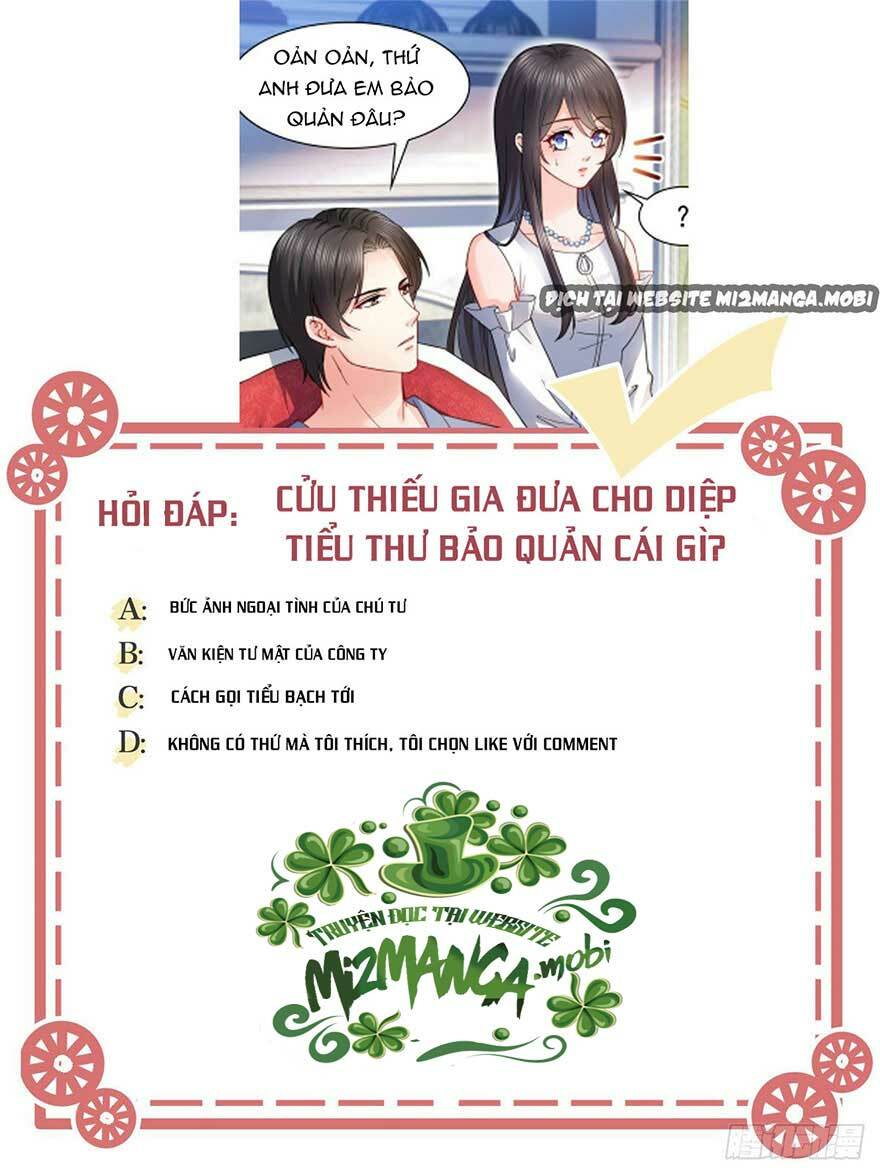 OẢN OẢN, THỨ
ANH ĐƯA EM BẢO
QUẢN ĐÂU?
?
DỊCH TẠI WEBSITE MI2MANGA.MOBI
HỎI ĐÁP: CỬU THIẾU GIA ĐƯA CHO DIỆP
TIỂU THƯ BẢO QUẢN CÁI GÌ?
A: BỨC ẢNH NGOẠI TÌNH CỦA CHÚ TƯ
B: VĂN KIỆN TƯ MẬT CỦA CÔNG TY
C: CÁCH GỌI TIỂU BẠCH TỚI
D: KHÔNG CÓ THỨ MÀ TÔI THÍCH, TÔI CHỌN LIKE VỚI COMMENT
TRUYỆN ĐỌC TẠI WEBSITE
Mi2MANGA.mobi